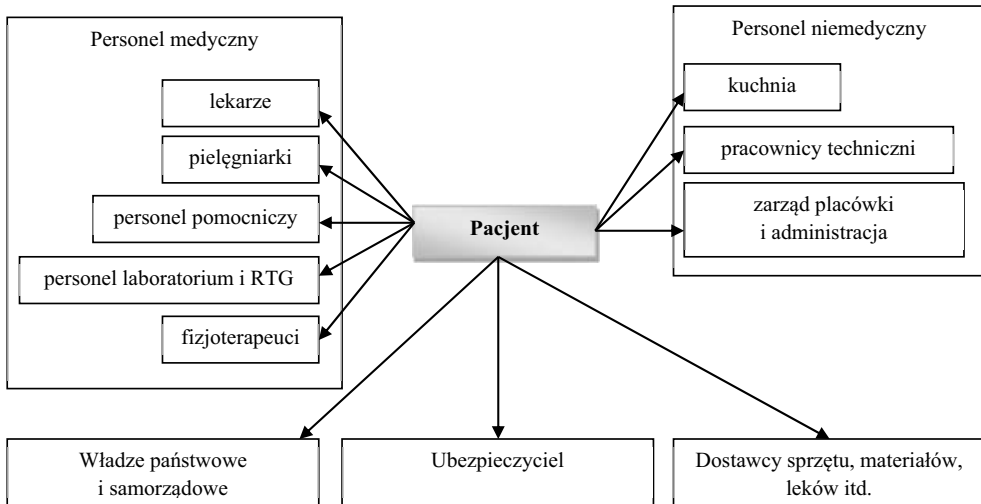 Personel medyczny
lekarze
pielęgniarki
personel pomocniczy
personel laboratorium i RTG
fizjoterapeuci
Pacjent
Personel niemedyczny
kuchnia
pracownicy techniczni
zarząd placówki
i administracja
Władze państwowe
i samorządowe
Ubezpieczyciel
Dostawcy sprzętu, materiałów,
leków itd.